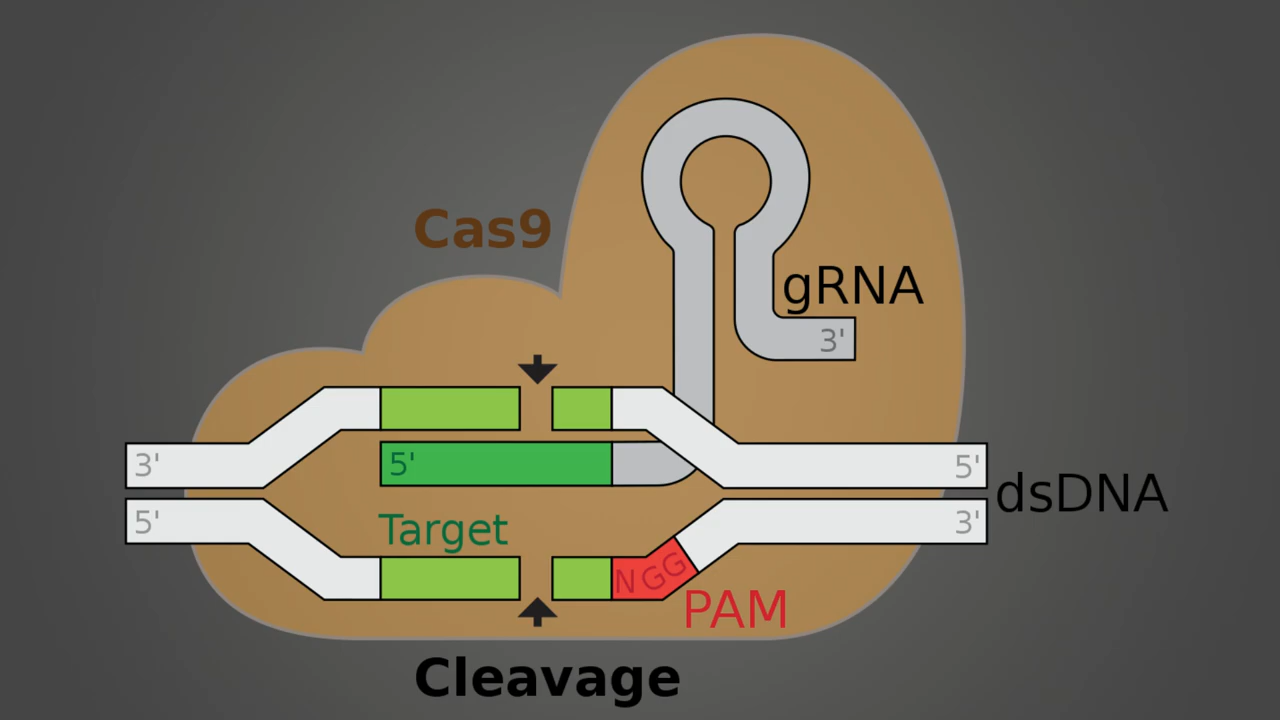 Cas9
gRNA
3'
3'
5'
5'
dsDNA
5'
3'
Target
NGG
PAM
Cleavage